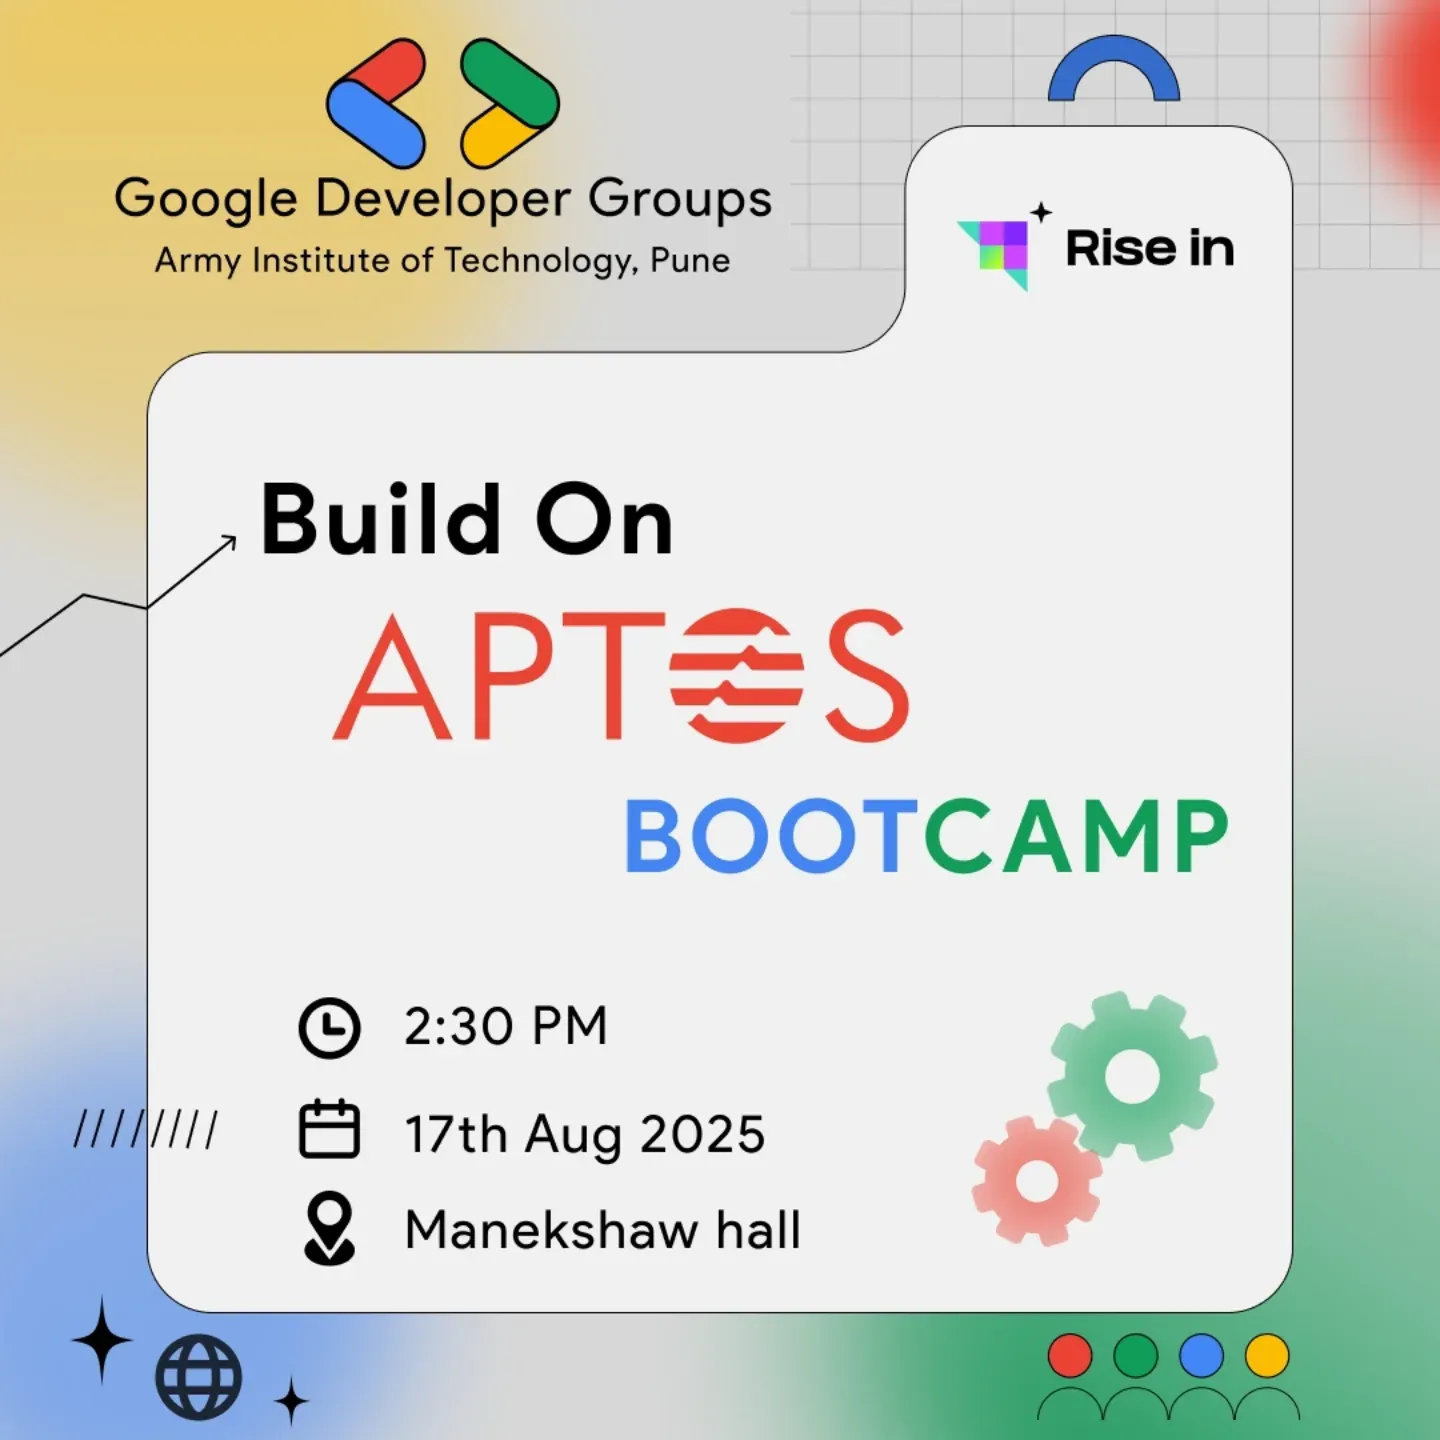 Google Developer Groups
Army Institute of Technology, Pune
Rise in
Build On
APTOS
BOOTCAMP
2:30 PM
17th Aug 2025
Manekshaw hall